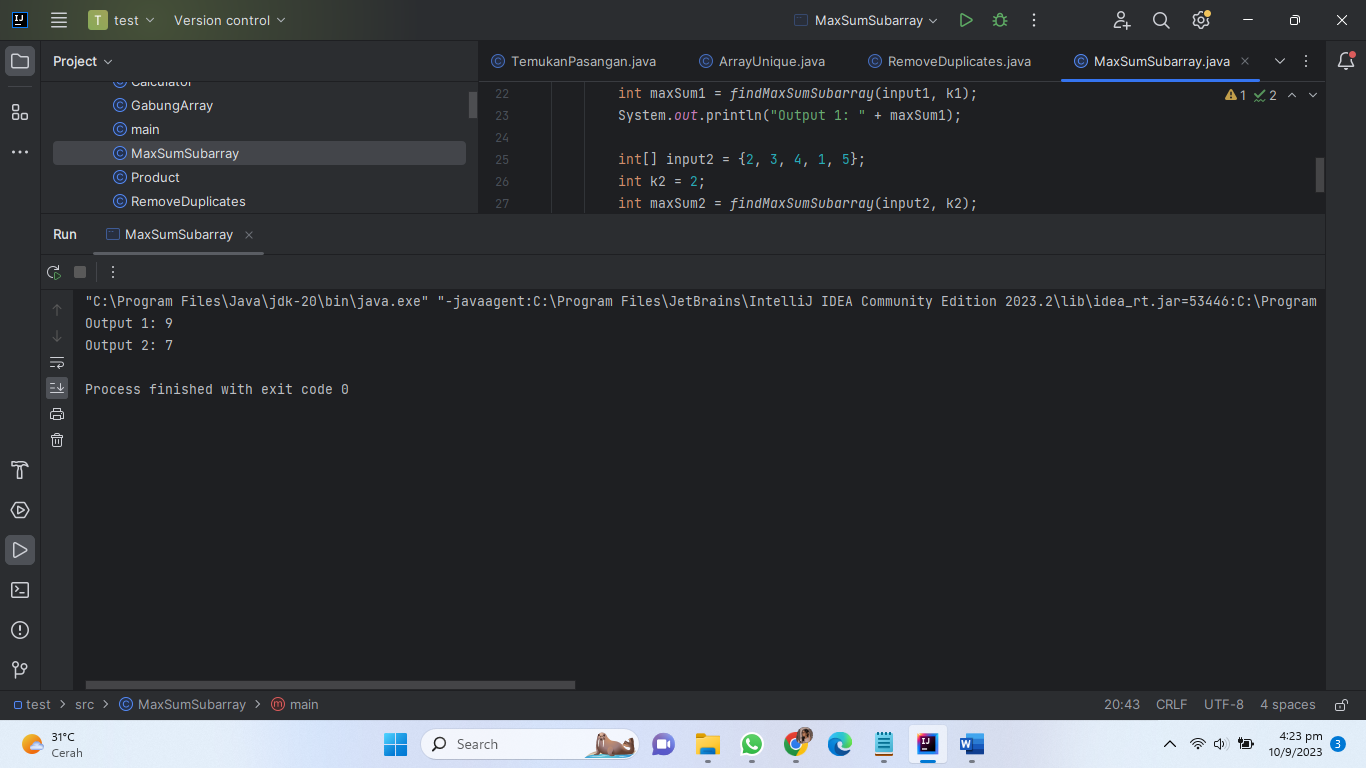 T test Version control MaxSumSubarray
Project
TemukanPasangan.java ArrayUnique.java RemoveDuplicates.java MaxSumSubarray.java
Calculator
GabungArray
main
MaxSumSubarray
Product
RemoveDuplicates
1 2
22 int maxSum1 = findMaxSumSubarray(input1, k1);
23 System.out.println("Output 1: " + maxSum1);
24
25 int[] input2 = {2, 3, 4, 1, 5};
26 int k2 = 2;
27 int maxSum2 = findMaxSumSubarray(input2, k2);
Run MaxSumSubarray
"C:\Program Files\Java\jdk-20\bin\java.exe" "-javaagent:C:\Program Files\JetBrains\IntelliJ IDEA Community Edition 2023.2\lib\idea_rt.jar=53446:C:\Program
Output 1: 9
Output 2: 7
Process finished with exit code 0
test > src > MaxSumSubarray > main 20:43 CRLF UTF-8 4 spaces
31°C
Cerah
Search
4:23 pm
10/9/2023
3